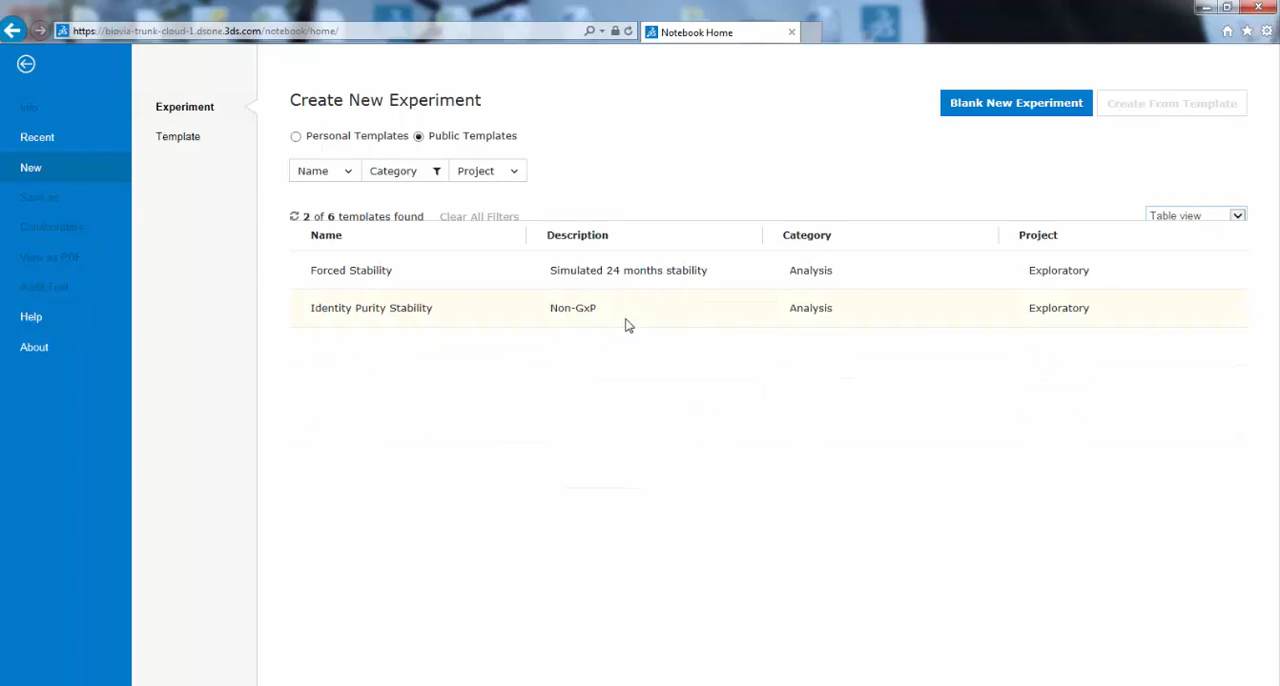 https://biovia-trunk-cloud-1.dsone.3ds.com/notebook/home/
Notebook Home
Info
Recent
New
Save as
Collaborators
View as PDF
Audit Trail
Help
About
Experiment
Template
Create New Experiment
Blank New Experiment
Create From Template
Personal Templates Public Templates
Name Category Project
2 of 6 templates found Clear All Filters Table view
Name Description Category Project
Forced Stability Simulated 24 months stability Analysis Exploratory
Identity Purity Stability Non-GxP Analysis Exploratory